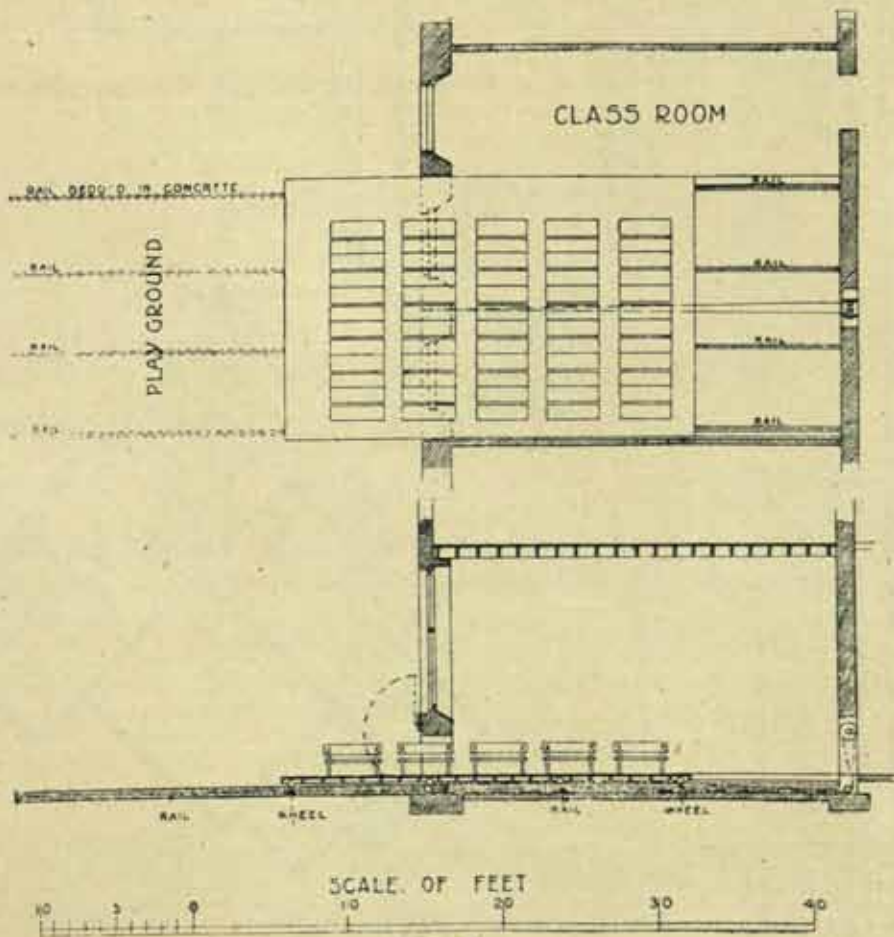 CLASS ROOM
RAIL BEDD'D IN CONCRETE
RAIL
RAIL
RAIL
RAIL
PLAY GROUND
RAIL
RAIL
RAIL
RAIL WHEEL RAIL WHEEL
SCALE OF FEET
10 5 0 10 20 30 40